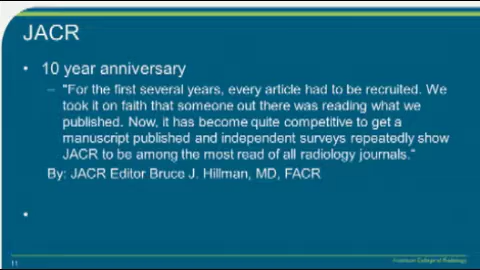 JACR
• 10 year anniversary
– "For the first several years, every article had to be recruited. We
took it on faith that someone out there was reading what we
published. Now, it has become quite competitive to get a
manuscript published and independent surveys repeatedly show
JACR to be among the most read of all radiology journals."
By: JACR Editor Bruce J. Hillman, MD, FACR
•
11
American College of Radiology